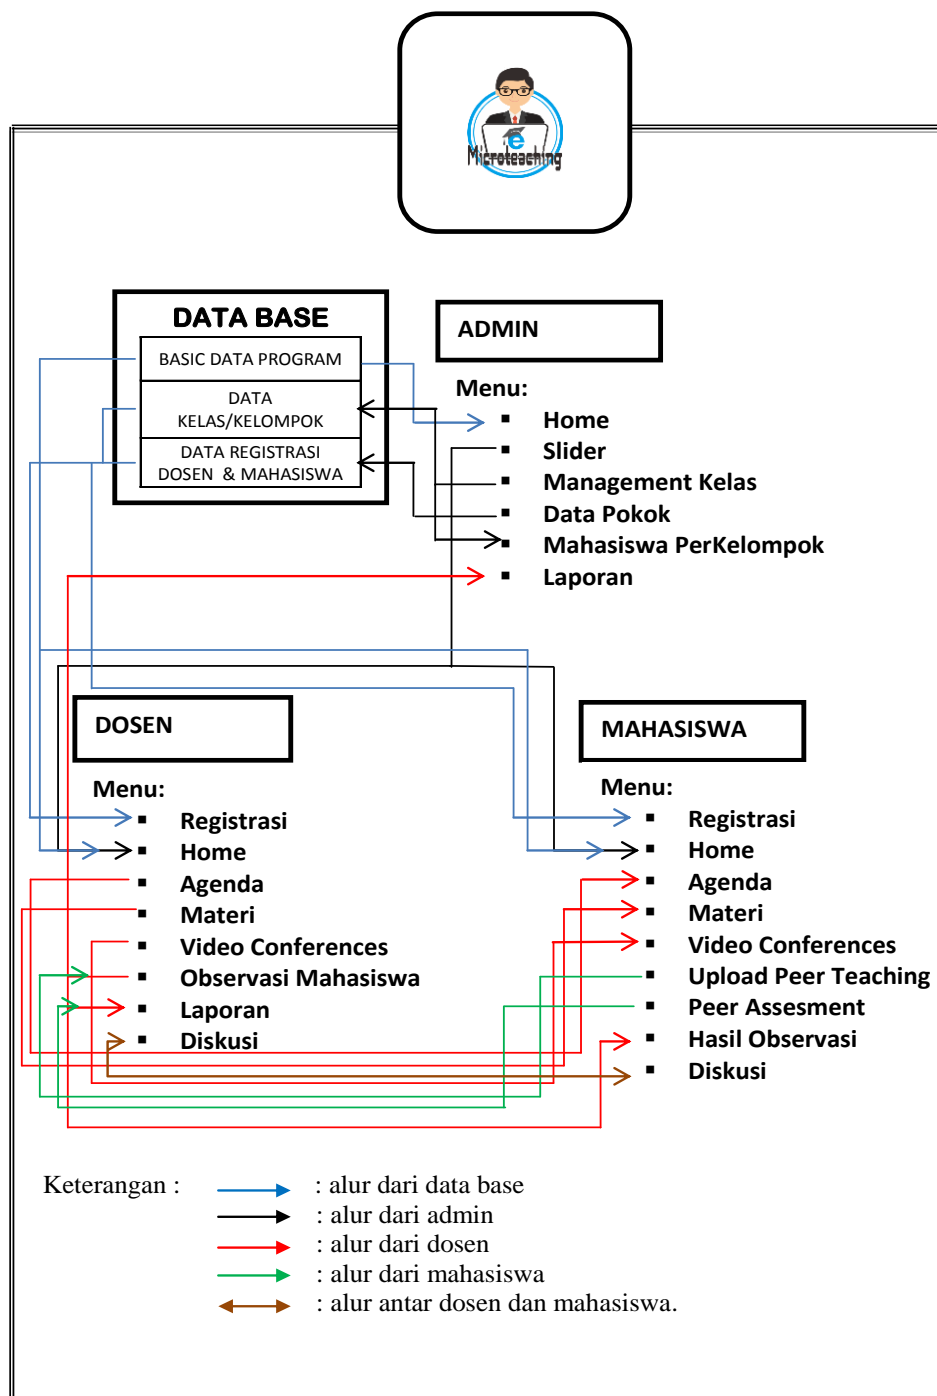 e
Microteaching
DATA BASE
BASIC DATA PROGRAM
DATA
KELAS/KELOMPOK
DATA REGISTRASI
DOSEN & MAHASISWA
ADMIN
Menu:
▪ Home
▪ Slider
▪ Management Kelas
▪ Data Pokok
▪ Mahasiswa PerKelompok
▪ Laporan
DOSEN
Menu:
▪ Registrasi
▪ Home
▪ Agenda
▪ Materi
▪ Video Conferences
▪ Observasi Mahasiswa
▪ Laporan
▪ Diskusi
MAHASISWA
Menu:
▪ Registrasi
▪ Home
▪ Agenda
▪ Materi
▪ Video Conferences
▪ Upload Peer Teaching
▪ Peer Assesment
▪ Hasil Observasi
▪ Diskusi
Keterangan :
: alur dari data base
: alur dari admin
: alur dari dosen
: alur dari mahasiswa
: alur antar dosen dan mahasiswa.